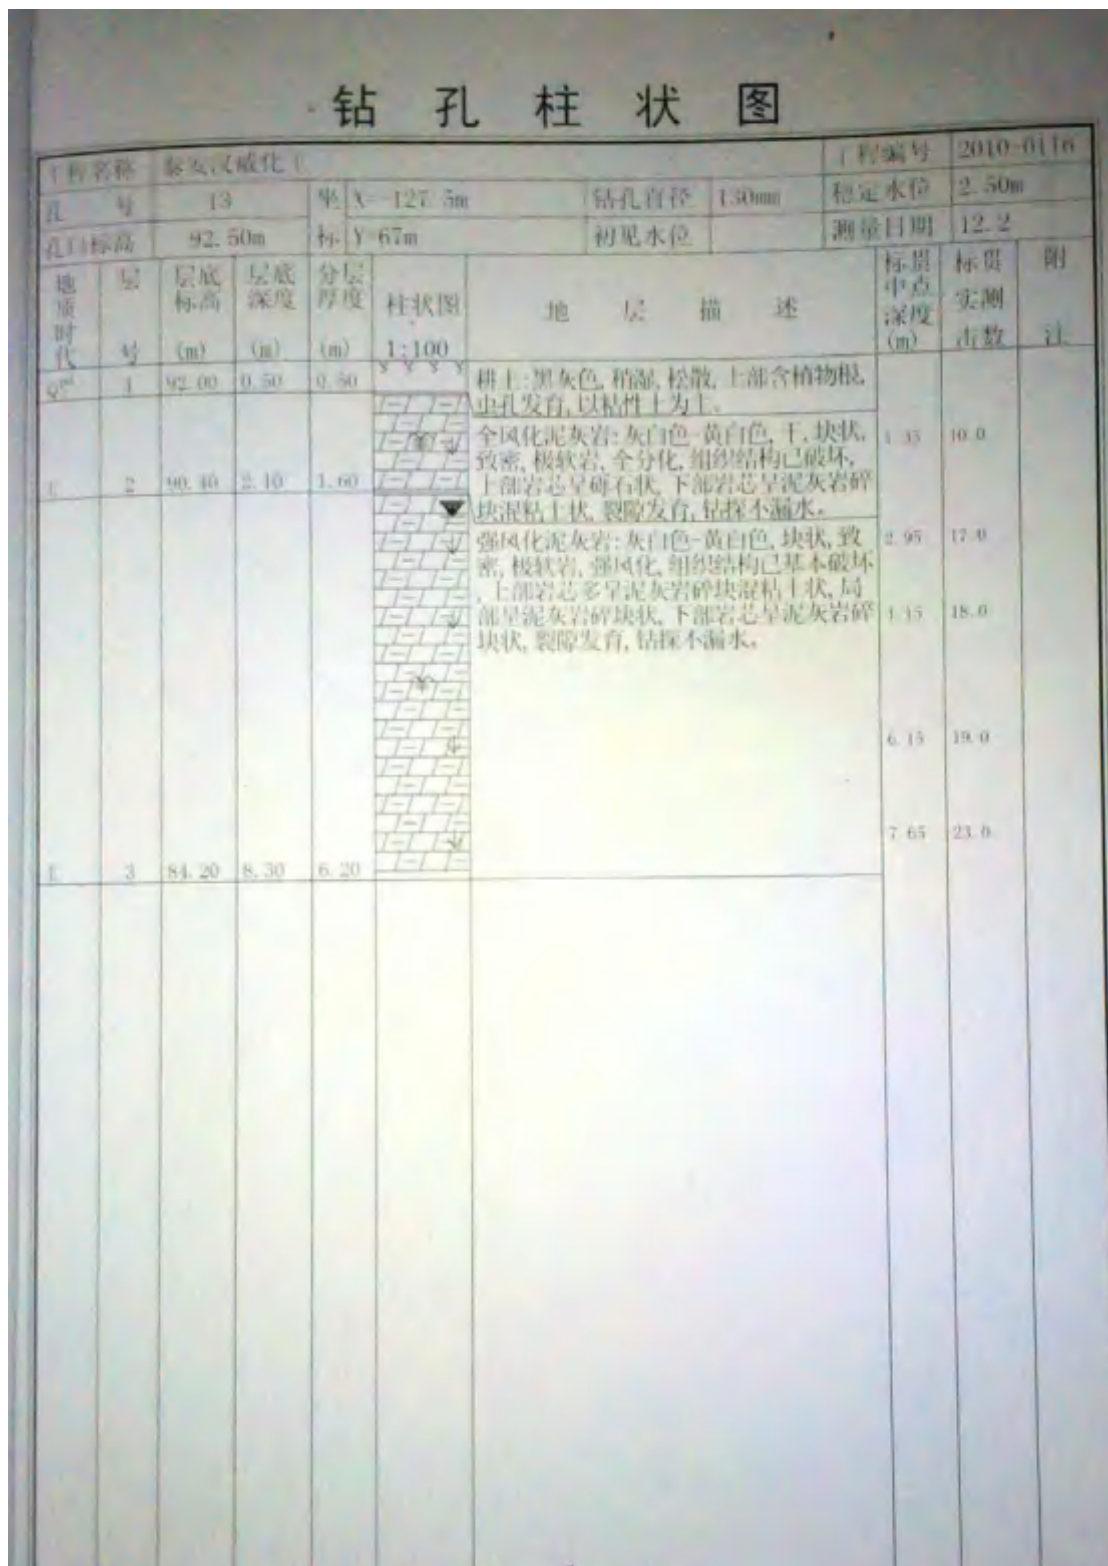 钻孔柱状图
工程名称 泰安汉威化工 工程编号 2010-0116
孔号 13 坐 X=-127.5m 钻孔直径 130mm 稳定水位 2.50m
孔口标高 92.50m 标 Y=67m 初见水位 测量日期 12.2
地质时代 层号 层底标高(m) 层底深度(m) 分层厚度(m) 柱状图1:100 地层描述 标贯中点深度(m) 标贯实测击数 附注
1 92.00 0.50 0.50 耕土:黑灰色,稍湿,松散,上部含植物根,
虫孔发育,以粘性土为主。
全风化泥灰岩:灰白色-黄白色,干,块状, 1.35 10.0
致密,极软岩,全分化,组织结构已破坏,
2 90.40 2.10 1.60 上部岩芯呈砖石状,下部岩芯呈泥灰岩碎
块混粘土状,裂隙发育,钻探不漏水。
强风化泥灰岩:灰白色-黄白色,块状,致 2.95 17.0
密,极软岩,强风化,组织结构已基本破坏
,上部岩芯多呈泥灰岩碎块混粘土状,局
部呈泥灰岩碎块状,下部岩芯呈泥灰岩碎 4.15 18.0
块状,裂隙发育,钻探不漏水。
6.15 19.0
7.65 23.0
E 3 84.20 8.30 6.20